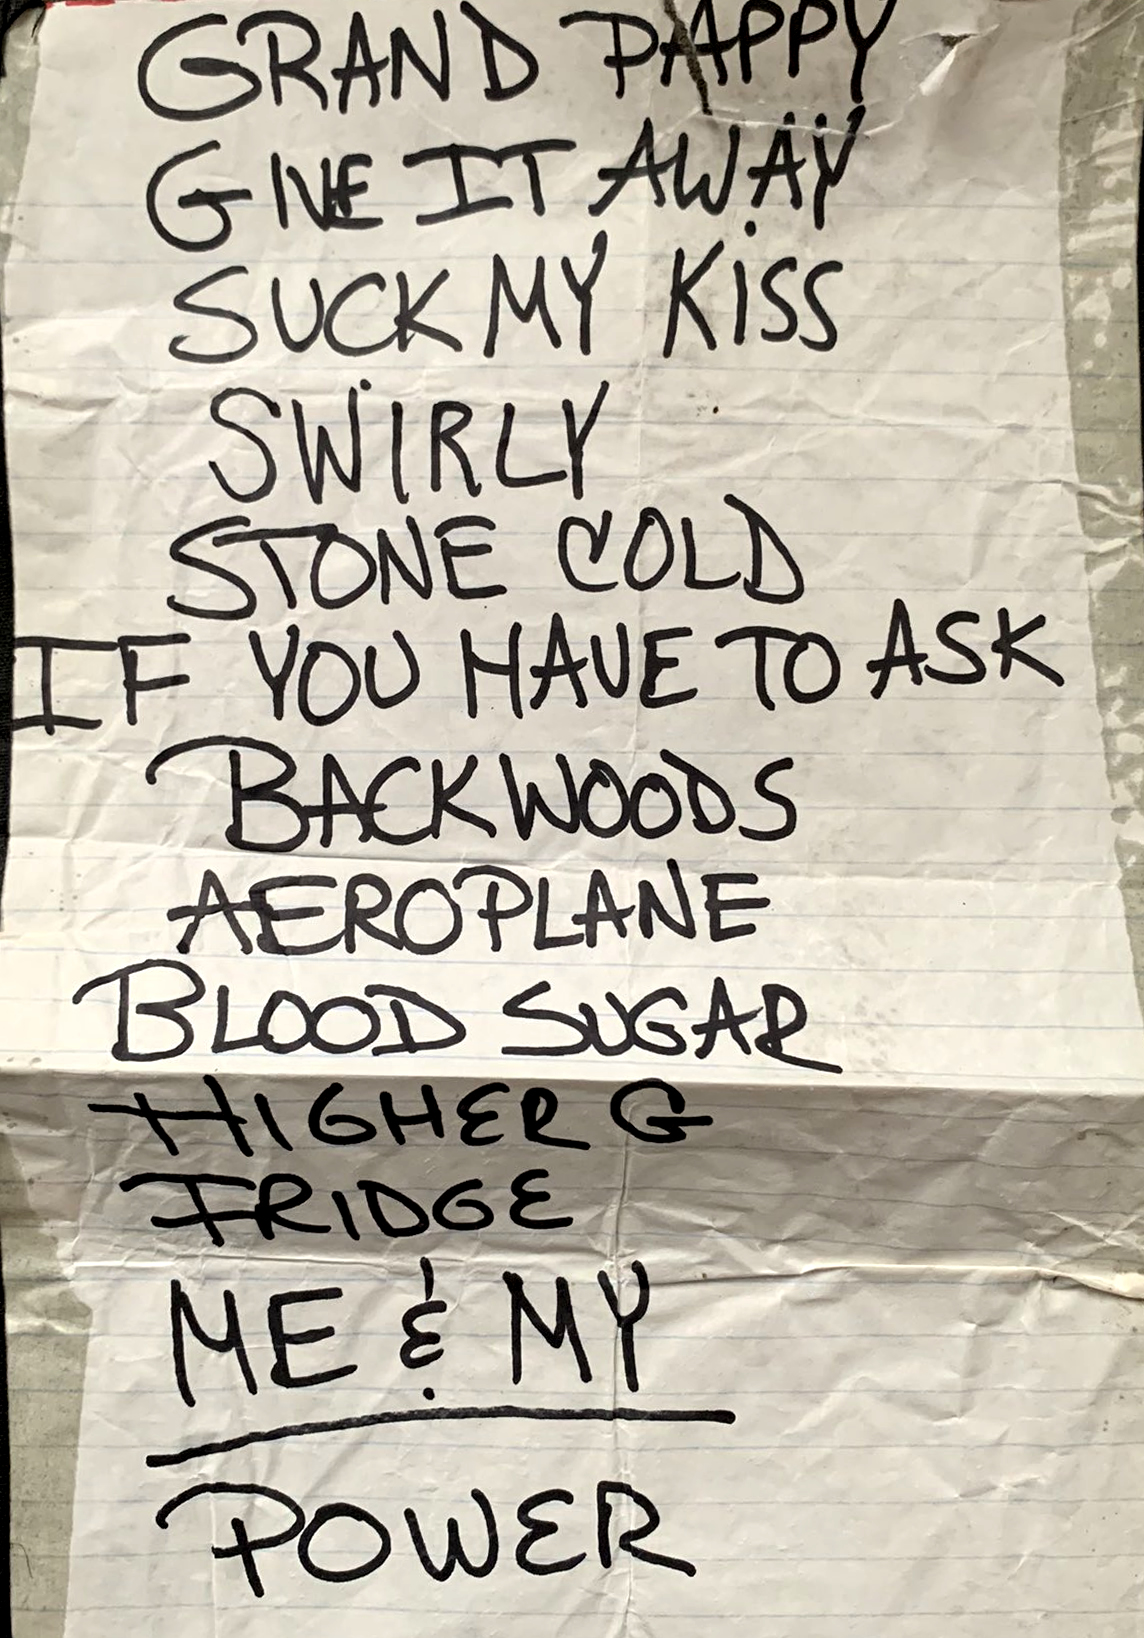 GRAND PAPPY
GIVE IT AWAY
SUCK MY KISS
SWIRLY
STONE COLD
IF YOU HAVE TO ASK
BACKWOODS
AEROPLANE
BLOOD SUGAR
HIGHER G
FRIDGE
ME & MY
POWER